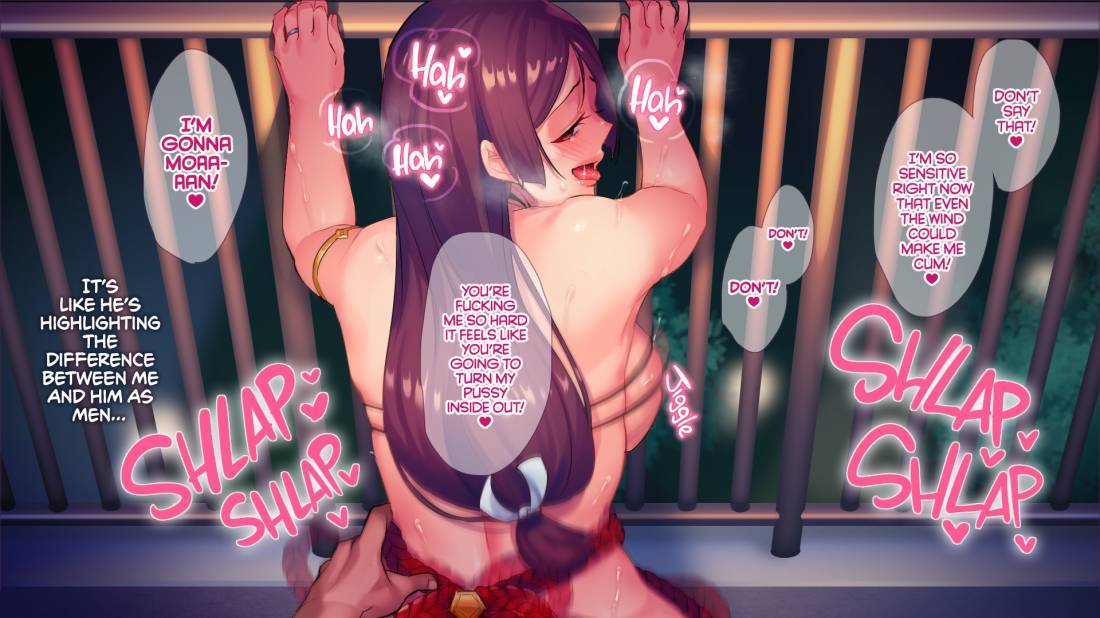 Hah
Hah
Hah
Hah
I'M
GONNA
MOAA-
AAN!
IT'S
LIKE HE'S
HIGHLIGHTING
THE
DIFFERENCE
BETWEEN ME
AND HIM AS
MEN...
SHLAP
SHLAP
YOU'RE
FUCKING
ME SO HARD
IT FEELS LIKE
YOU'RE
GOING TO
TURN MY
PUSSY
INSIDE OUT!
DON'T
SAY
THAT!
I'M SO
SENSITIVE
RIGHT NOW
THAT EVEN
THE WIND
COULD
MAKE ME
CUM!
DON'T!
DON'T!
Jiggle
SHLAP
SHLAP